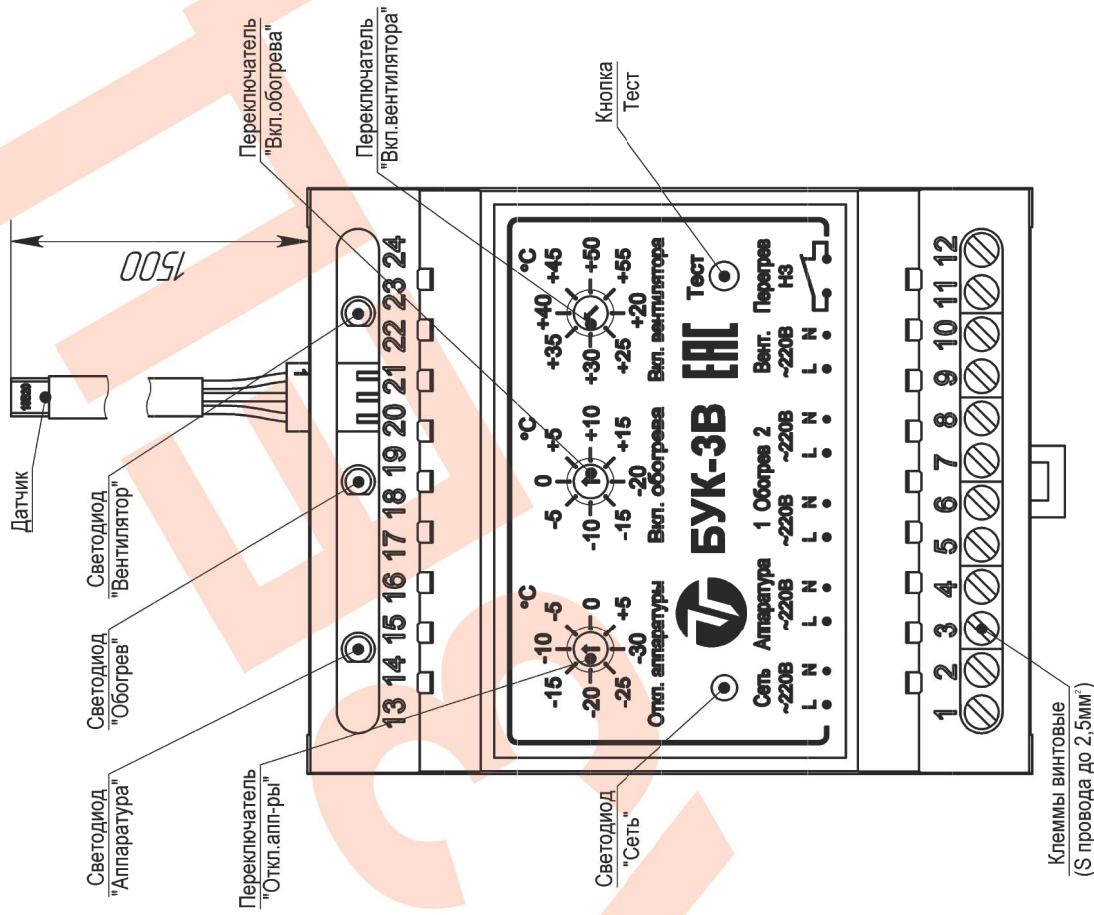 Датчик
1500
Светодиод
"Аппаратура"
Светодиод
"Обогрев"
Светодиод
"Вентилятор"
Переключатель
"Вкл.обогрева"
Переключатель
"Вкл.вентилятора"
Переключатель
"Откл.апп-ры"
Кнопка
Тест
Светодиод
"Сеть"
Клеммы винтовые
(S провода до 2,5мм²)
13 14 15 16 17 18 19 20 21 22 23 24
1
°C
-30 -25 -20 -15 -10 -5 0 +5
Откл. аппаратуры
°C
-20 -15 -10 -5 0 +5 +10 +15
Вкл. обогрева
°C
+20 +25 +30 +35 +40 +45 +50 +55
Вкл. вентилятора
БУК-3В
ЕАС
Тест
Сеть Аппаратура 1 Обогрев 2 Вент. Перегрев
~220В ~220В ~220В ~220В ~220В НЗ
L N L N L N L N L N
1 2 3 4 5 6 7 8 9 10 11 12